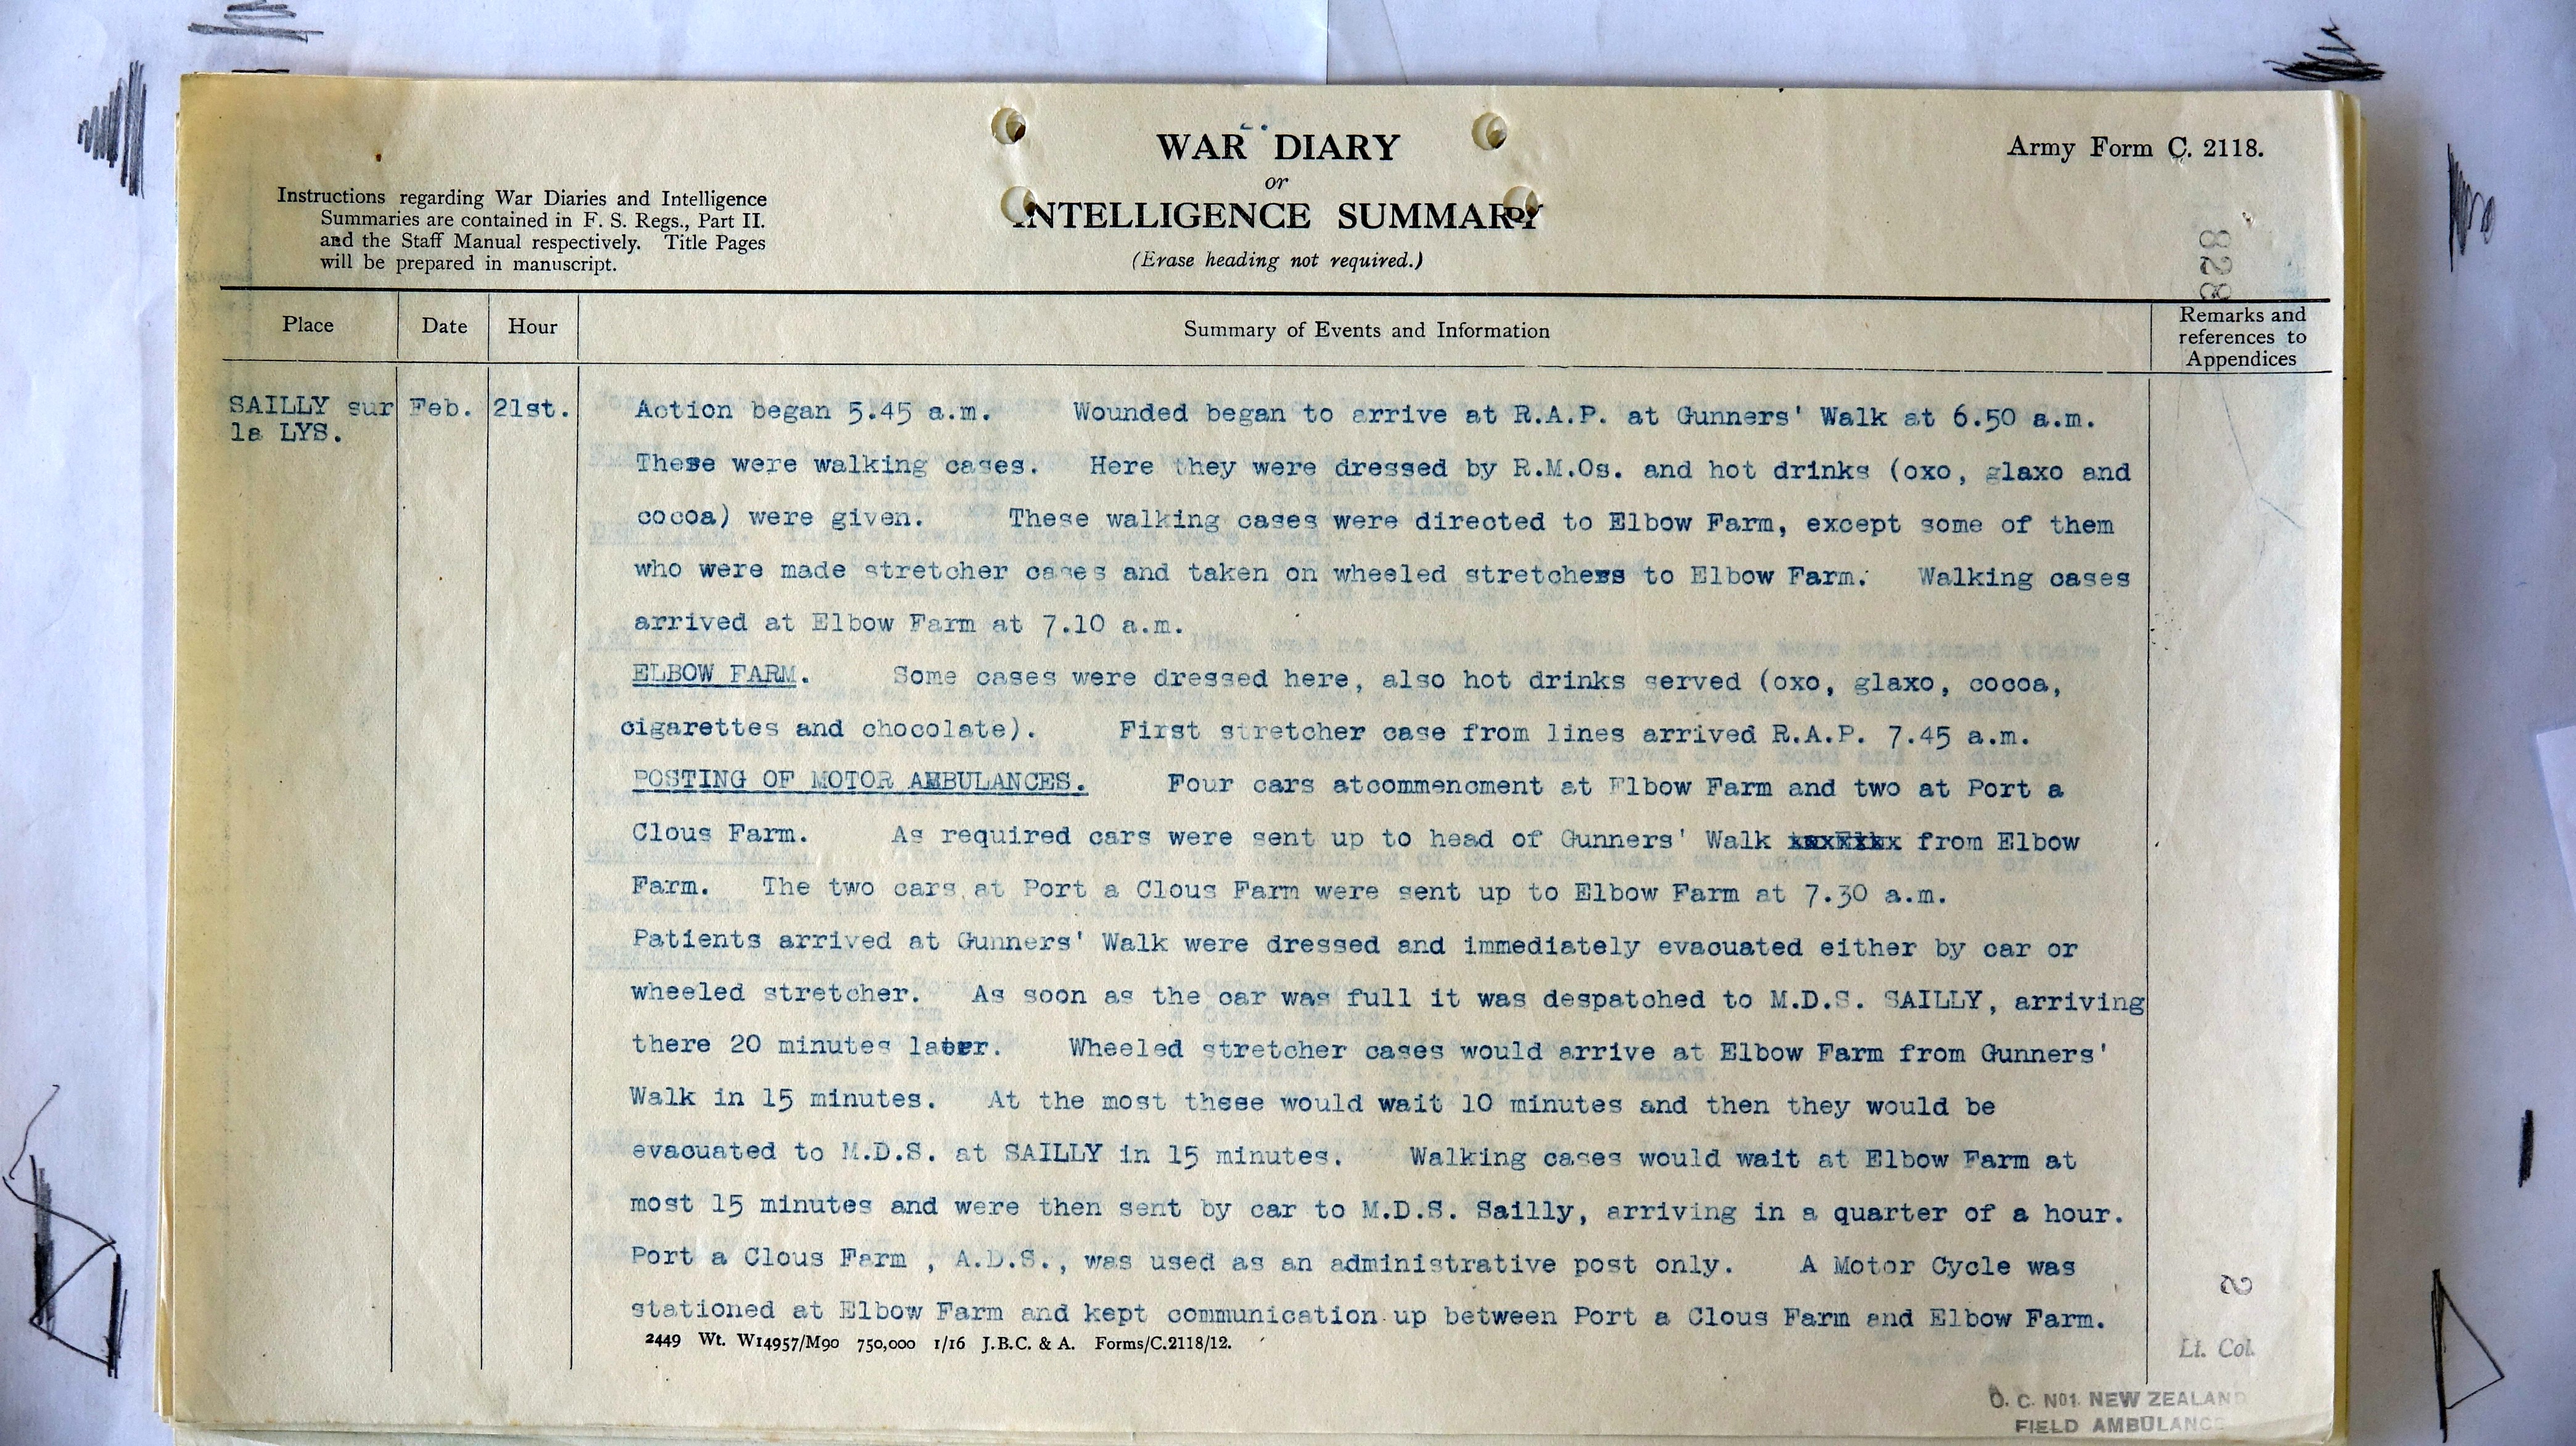 WAR DIARY
or
INTELLIGENCE SUMMARY
(Erase heading not required.)
Army Form C. 2118.
Instructions regarding War Diaries and Intelligence
Summaries are contained in F. S. Regs., Part II.
and the Staff Manual respectively. Title Pages
will be prepared in manuscript.
828
Place
Date
Hour
Summary of Events and Information
Remarks and
references to
Appendices
SAILLY sur
la LYS.
Feb.
21st.
Action began 5.45 a.m. Wounded began to arrive at R.A.P. at Gunners' Walk at 6.50 a.m.
These were walking cases. Here they were dressed by R.M.Os. and hot drinks (oxo, glaxo and
cocoa) were given. These walking cases were directed to Elbow Farm, except some of them
who were made stretcher cases and taken on wheeled stretchers to Elbow Farm. Walking cases
arrived at Elbow Farm at 7.10 a.m.
ELBOW FARM. Some cases were dressed here, also hot drinks served (oxo, glaxo, cocoa,
cigarettes and chocolate). First stretcher case from lines arrived R.A.P. 7.45 a.m.
POSTING OF MOTOR AMBULANCES. Four cars atcommencment at Elbow Farm and two at Port a
Clous Farm. As required cars were sent up to head of Gunners' Walk from Elbow
Farm. The two cars at Port a Clous Farm were sent up to Elbow Farm at 7.30 a.m.
Patients arrived at Gunners' Walk were dressed and immediately evacuated either by car or
wheeled stretcher. As soon as the car was full it was despatched to M.D.S. SAILLY, arriving
there 20 minutes later. Wheeled stretcher cases would arrive at Elbow Farm from Gunners'
Walk in 15 minutes. At the most these would wait 10 minutes and then they would be
evacuated to M.D.S. at SAILLY in 15 minutes. Walking cases would wait at Elbow Farm at
most 15 minutes and were then sent by car to M.D.S. Sailly, arriving in a quarter of a hour.
Port a Clous Farm , A.D.S., was used as an administrative post only. A Motor Cycle was
stationed at Elbow Farm and kept communication up between Port a Clous Farm and Elbow Farm.
2449 Wt. W14957/M90 750,000 1/16 J.B.C. & A. Forms/C.2118/12.
2
Lt. Col.
O. C. No1. NEW ZEALAND
FIELD AMBULANCE